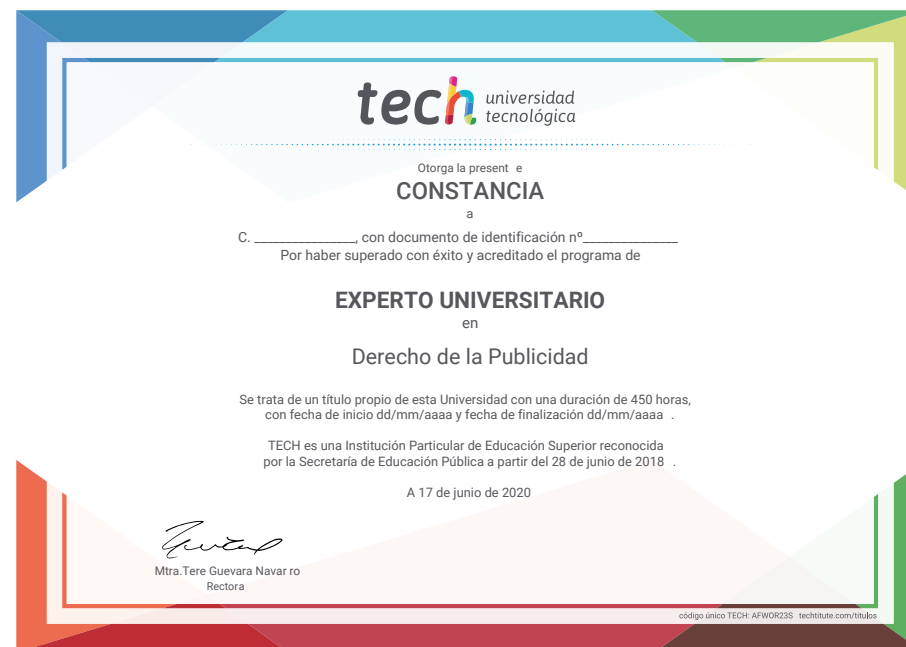 tech universidad
tecnológica
Otorga la present e
CONSTANCIA
a
C. _______________, con documento de identificación nº______________
Por haber superado con éxito y acreditado el programa de
EXPERTO UNIVERSITARIO
en
Derecho de la Publicidad
Se trata de un título propio de esta Universidad con una duración de 450 horas,
con fecha de inicio dd/mm/aaaa y fecha de finalización dd/mm/aaaa .
TECH es una Institución Particular de Educación Superior reconocida
por la Secretaría de Educación Pública a partir del 28 de junio de 2018 .
A 17 de junio de 2020
Mtra.Tere Guevara Navar ro
Rectora
código único TECH: AFWOR23S techtitute.com/titulos